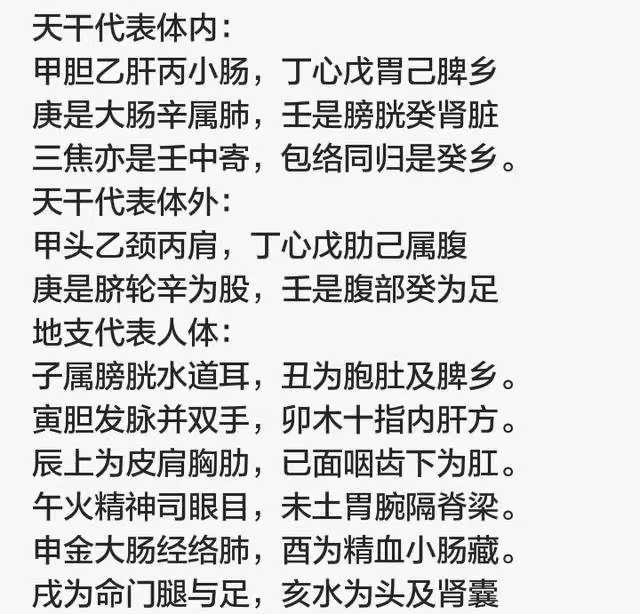 天干代表体内：
甲胆乙肝丙小肠，丁心戊胃己脾乡
庚是大肠辛属肺，壬是膀胱癸肾脏
三焦亦是壬中寄，包络同归是癸乡。
天干代表体外：
甲头乙颈丙肩，丁心戊肋己属腹
庚是脐轮辛为股，壬是腹部癸为足
地支代表人体：
子属膀胱水道耳，丑为胞肚及脾乡。
寅胆发脉并双手，卯木十指内肝方。
辰上为皮肩胸肋，已面咽齿下为肛。
午火精神司眼目，未土胃脘隔脊梁。
申金大肠经络肺，酉为精血小肠藏。
戌为命门腿与足，亥水为头及肾囊